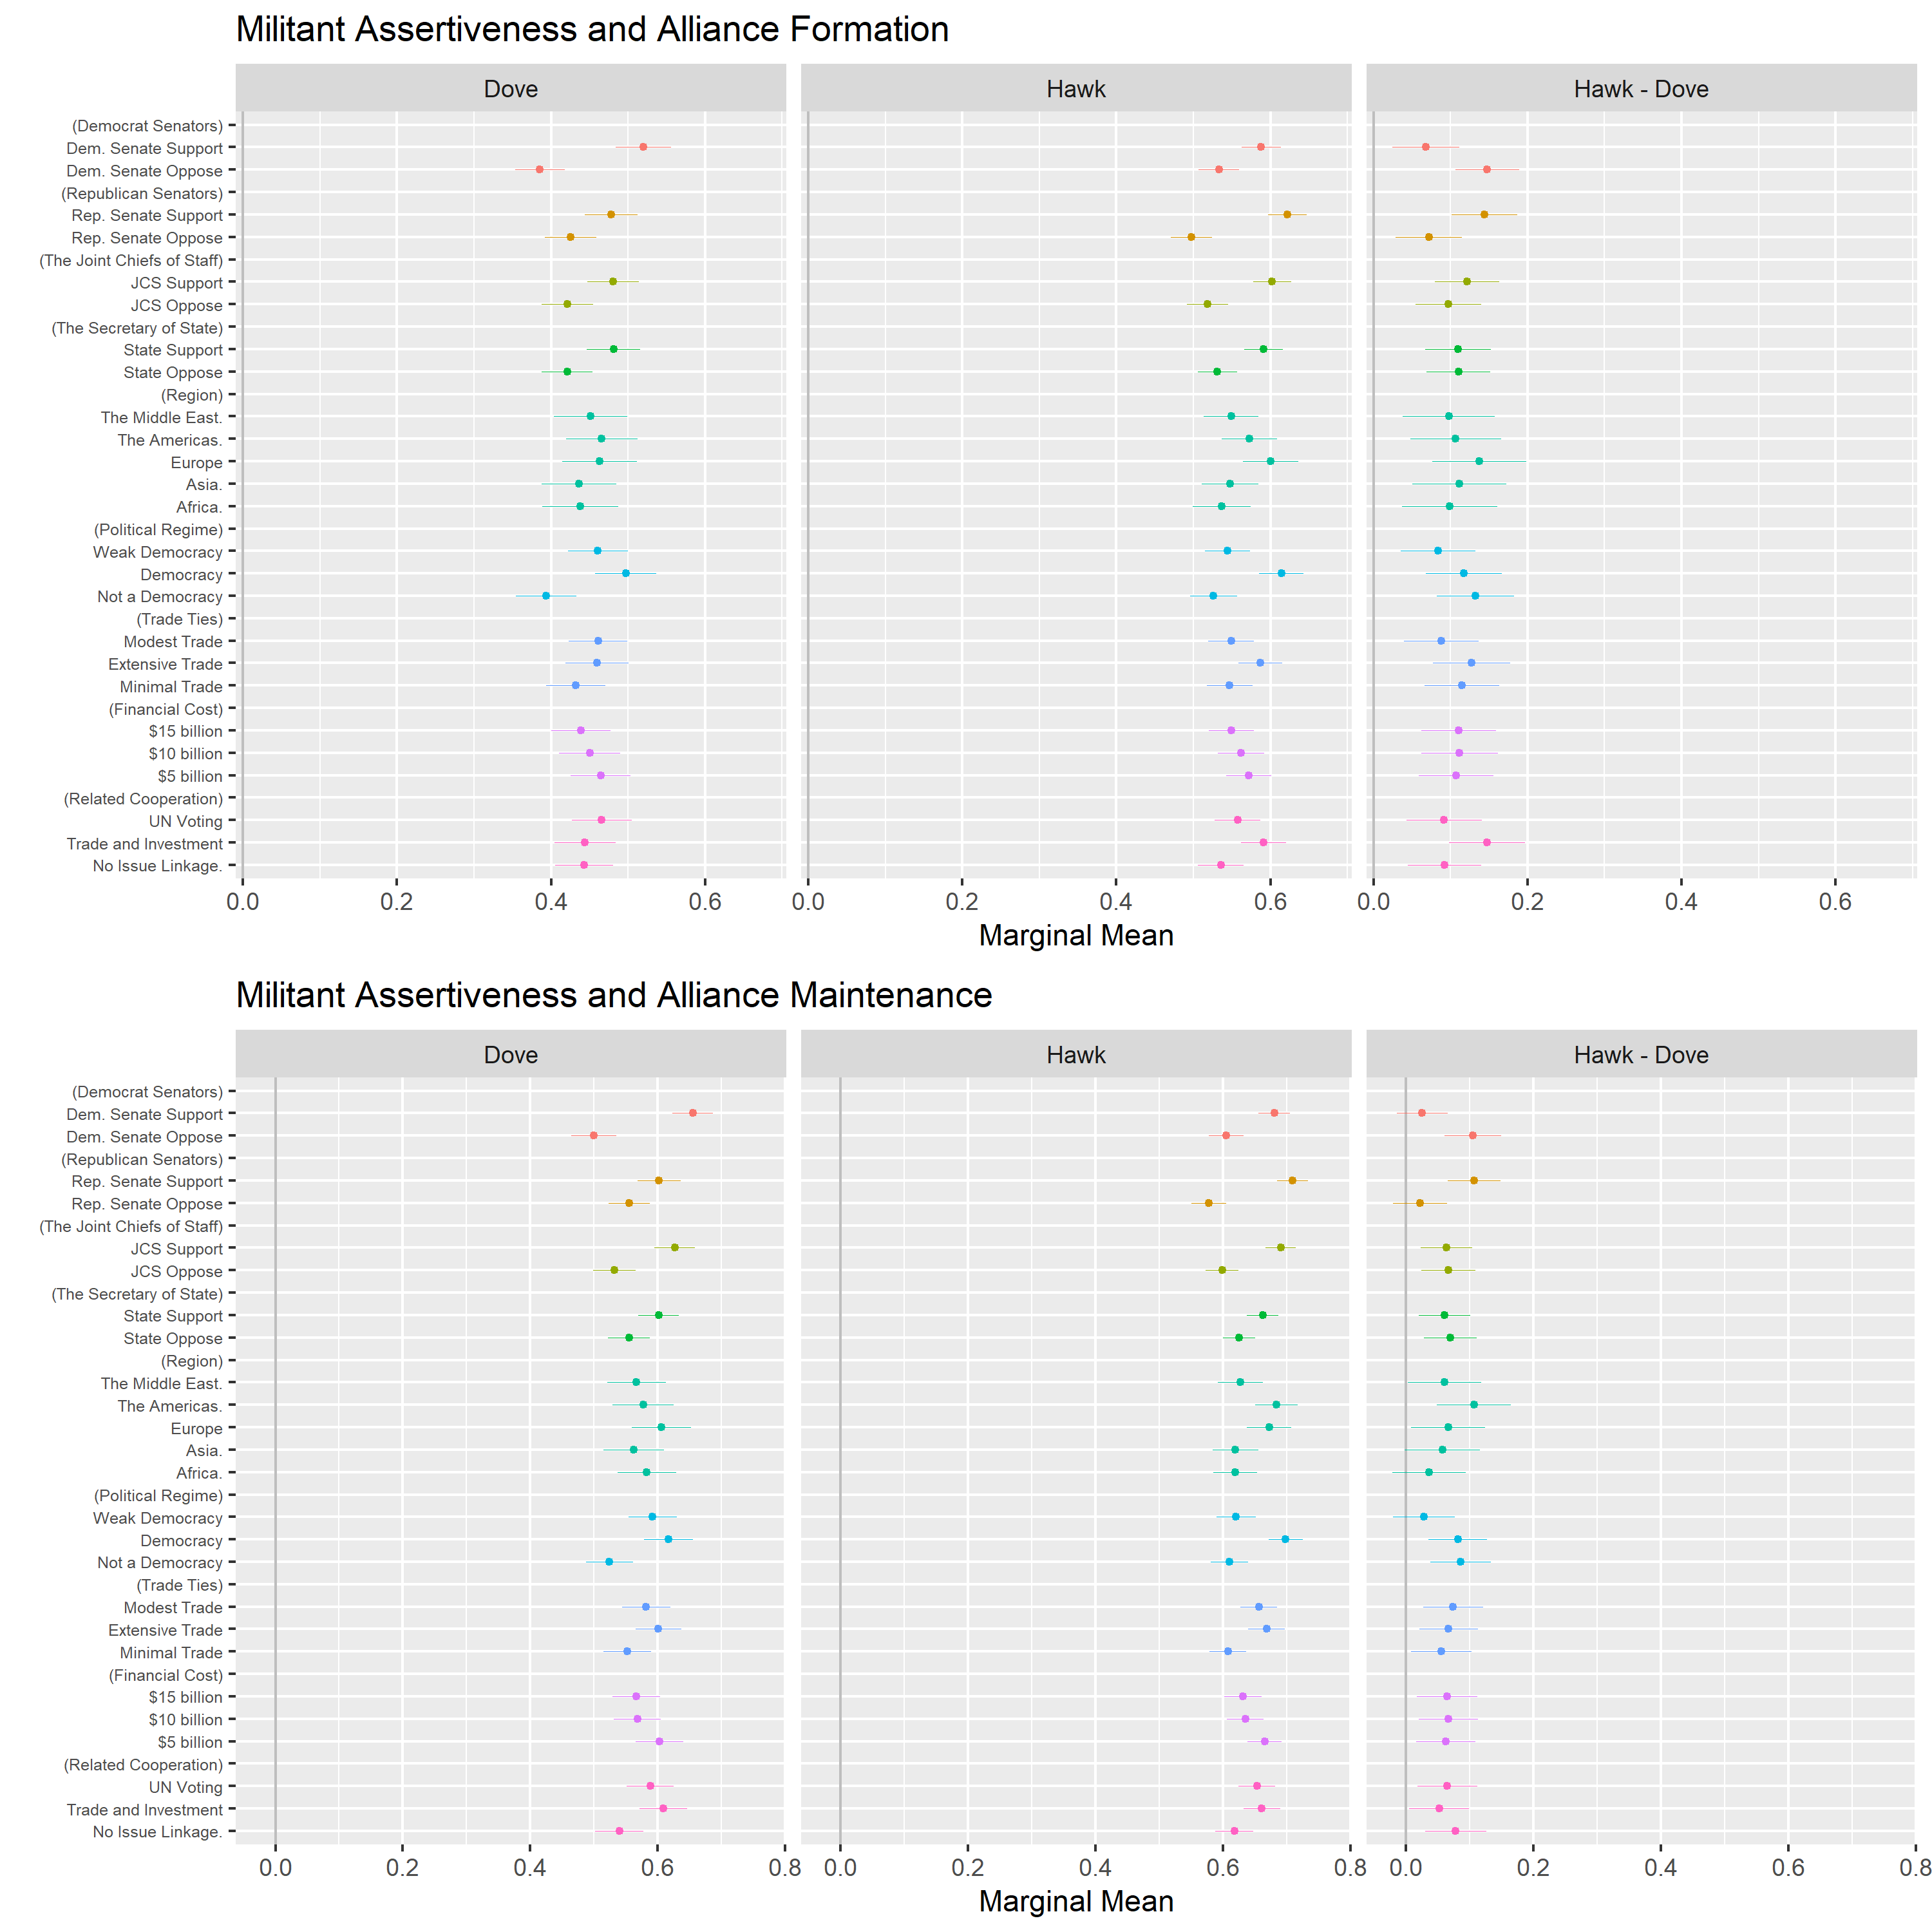 Militant Assertiveness and Alliance Formation
Dove
Hawk
Hawk - Dove
(Democrat Senators)
Dem. Senate Support
Dem. Senate Oppose
(Republican Senators)
Rep. Senate Support
Rep. Senate Oppose
(The Joint Chiefs of Staff)
JCS Support
JCS Oppose
(The Secretary of State)
State Support
State Oppose
(Region)
The Middle East.
The Americas.
Europe
Asia.
Africa.
(Political Regime)
Weak Democracy
Democracy
Not a Democracy
(Trade Ties)
Modest Trade
Extensive Trade
Minimal Trade
(Financial Cost)
$15 billion
$10 billion
$5 billion
(Related Cooperation)
UN Voting
Trade and Investment
No Issue Linkage.
0.0 0.2 0.4 0.6 0.0 0.2 0.4 0.6 0.0 0.2 0.4 0.6
Marginal Mean
Militant Assertiveness and Alliance Maintenance
Dove
Hawk
Hawk - Dove
(Democrat Senators)
Dem. Senate Support
Dem. Senate Oppose
(Republican Senators)
Rep. Senate Support
Rep. Senate Oppose
(The Joint Chiefs of Staff)
JCS Support
JCS Oppose
(The Secretary of State)
State Support
State Oppose
(Region)
The Middle East.
The Americas.
Europe
Asia.
Africa.
(Political Regime)
Weak Democracy
Democracy
Not a Democracy
(Trade Ties)
Modest Trade
Extensive Trade
Minimal Trade
(Financial Cost)
$15 billion
$10 billion
$5 billion
(Related Cooperation)
UN Voting
Trade and Investment
No Issue Linkage.
0.0 0.2 0.4 0.6 0.8 0.0 0.2 0.4 0.6 0.8 0.0 0.2 0.4 0.6 0.8
Marginal Mean